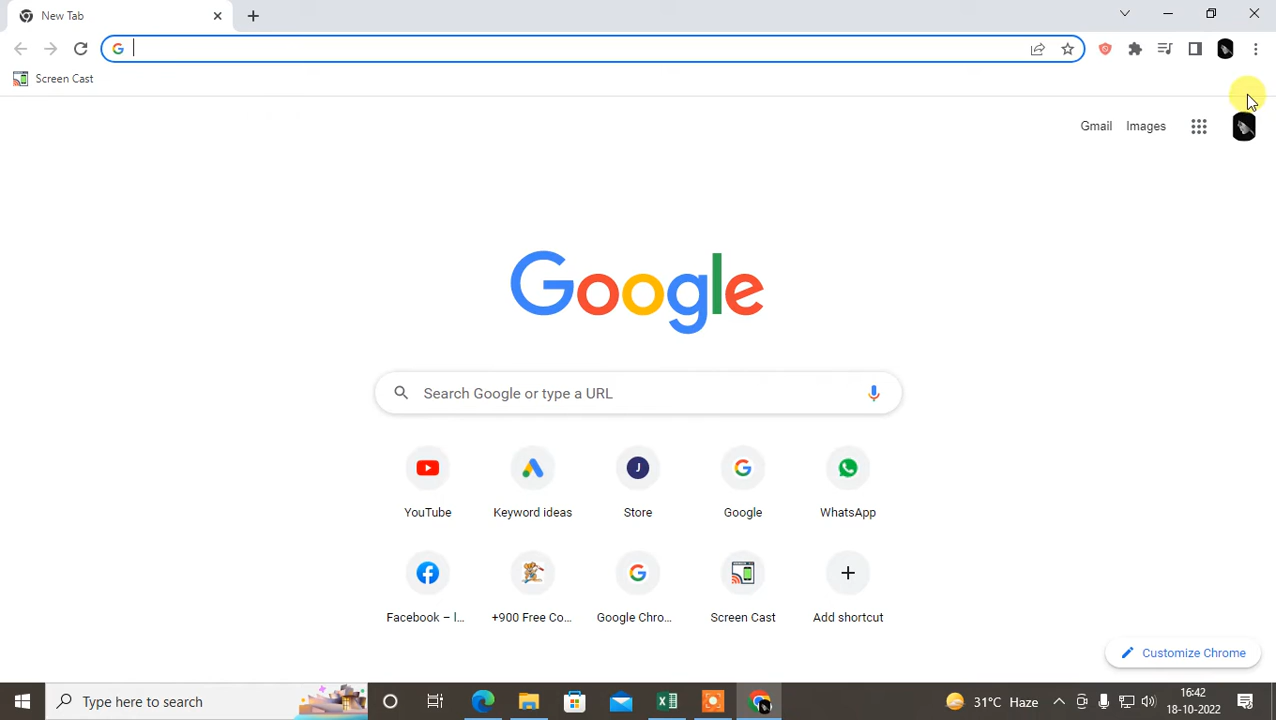 New Tab
Screen Cast
Gmail Images
Google
Search Google or type a URL
YouTube Keyword ideas Store Google WhatsApp
J
Facebook – l... +900 Free Co... Google Chro... Screen Cast Add shortcut
Customize Chrome
Type here to search
31°C Haze
16:42
18-10-2022